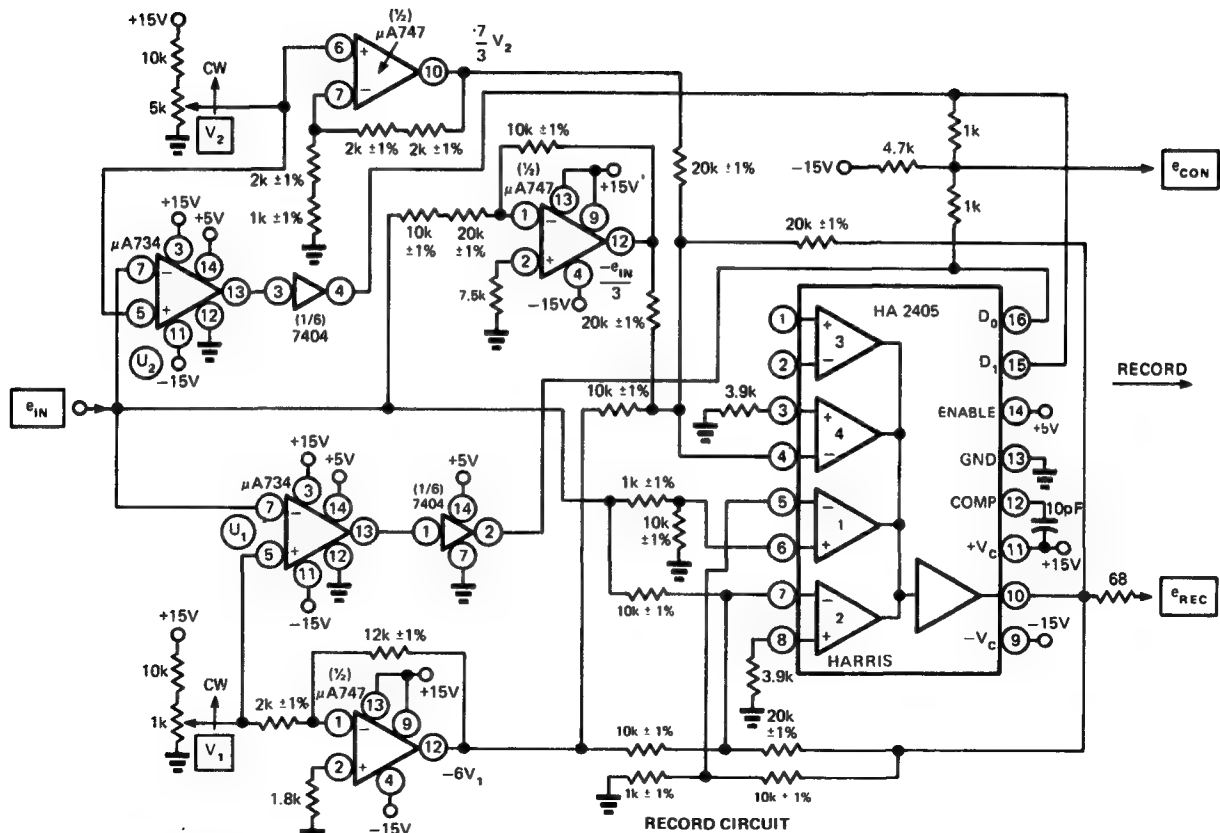 +15V
10k
5k
CW
V2
(½)
μA747
6
7
+
−
10
7/3 V2
2k ±1%
2k ±1%
2k ±1%
1k ±1%
10k ±1%
(½)
μA747
13
+15V
9
1
−
2
+
12
4
−15V
7.5k
10k
±1%
20k
±1%
−eIN/3
20k ±1%
20k ±1%
20k ±1%
10k ±1%
1k
4.7k
−15V
1k
eCON
+15V
+5V
μA734
3
14
7
−
5
+
13
12
11
U2
−15V
3
4
(1/6)
7404
eIN
+15V
+5V
μA734
3
14
7
−
U1
5
+
13
12
11
−15V
+5V
(1/6)
7404
14
1
2
7
HA 2405
1
+
3
2
−
3.9k
3
+
4
4
−
5
−
1
6
+
7
−
2
8
+
3.9k
HARRIS
D0
16
D1
15
ENABLE
14
+5V
GND
13
COMP
12
10pF
+VC
11
+15V
10
−VC
9
−15V
RECORD
68
eREC
1k ±1%
10k
±1%
10k ±1%
+15V
10k
1k
CW
V1
2k ±1%
12k ±1%
(½)
μA747
13
+15V
9
1
−
2
+
12
4
−15V
1.8k
−6V1
10k ±1%
20k
±1%
1k ±1%
10k + 1%
RECORD CIRCUIT